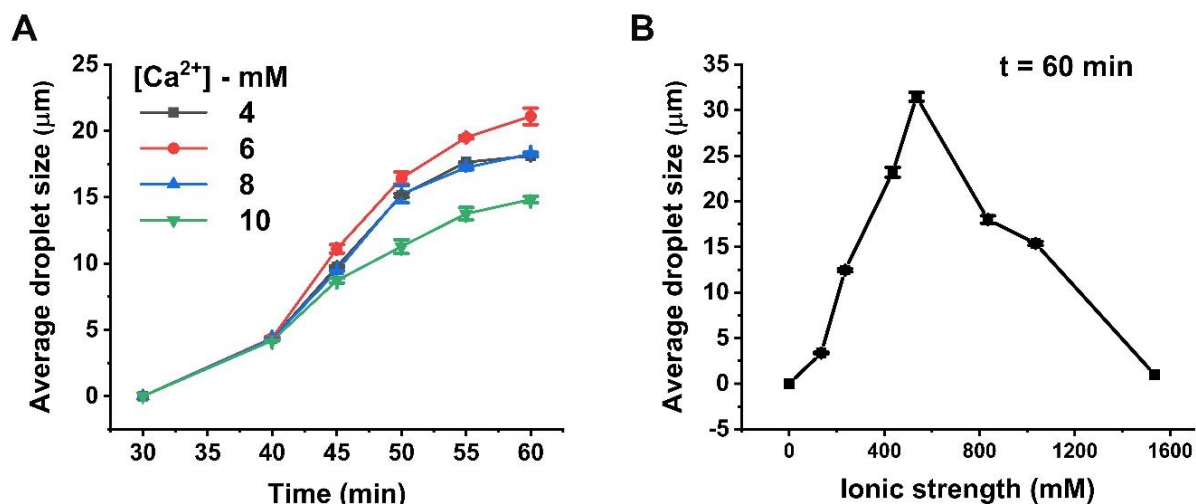 A
Average droplet size (μm)
25
20
15
10
5
0
[Ca²⁺] - mM
4
6
8
10
30 35 40 45 50 55 60
Time (min)
B
Average droplet size (μm)
35
30
25
20
15
10
5
0
-5
t = 60 min
0 400 800 1200 1600
Ionic strength (mM)